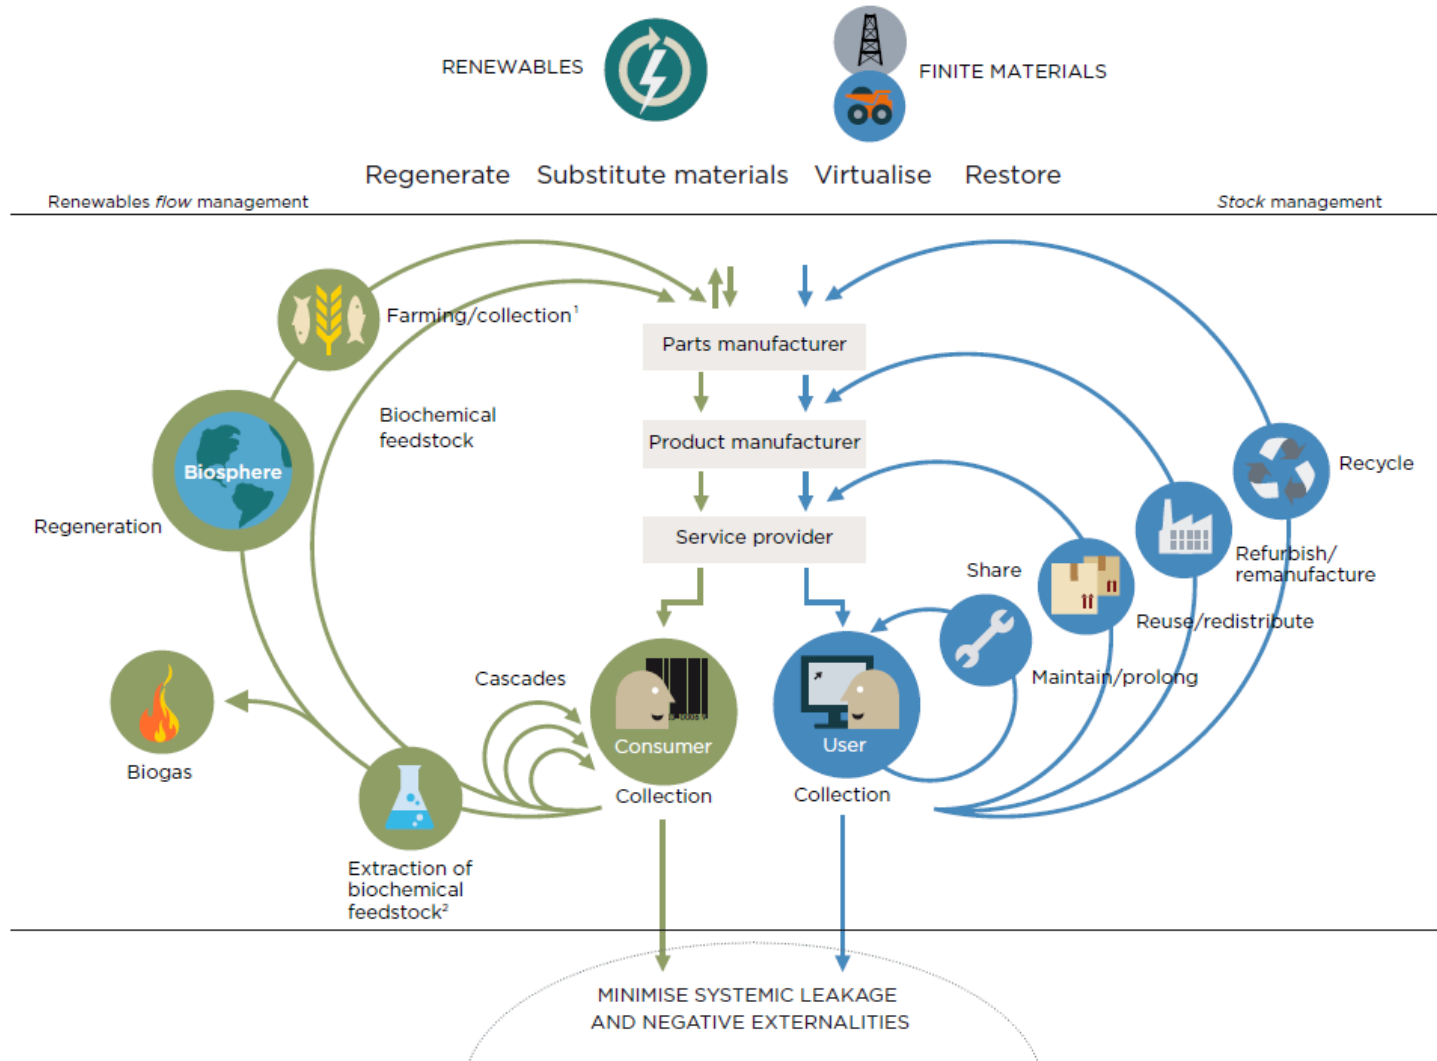 RENEWABLES
FINITE MATERIALS
Regenerate Substitute materials Virtualise Restore
Renewables flow management
Stock management
Farming/collection¹
Parts manufacturer
Biochemical
feedstock
Product manufacturer
Biosphere
Recycle
Regeneration
Service provider
Refurbish/
remanufacture
Share
Reuse/redistribute
Maintain/prolong
Cascades
Consumer
User
Biogas
Collection
Collection
Extraction of
biochemical
feedstock²
MINIMISE SYSTEMIC LEAKAGE
AND NEGATIVE EXTERNALITIES